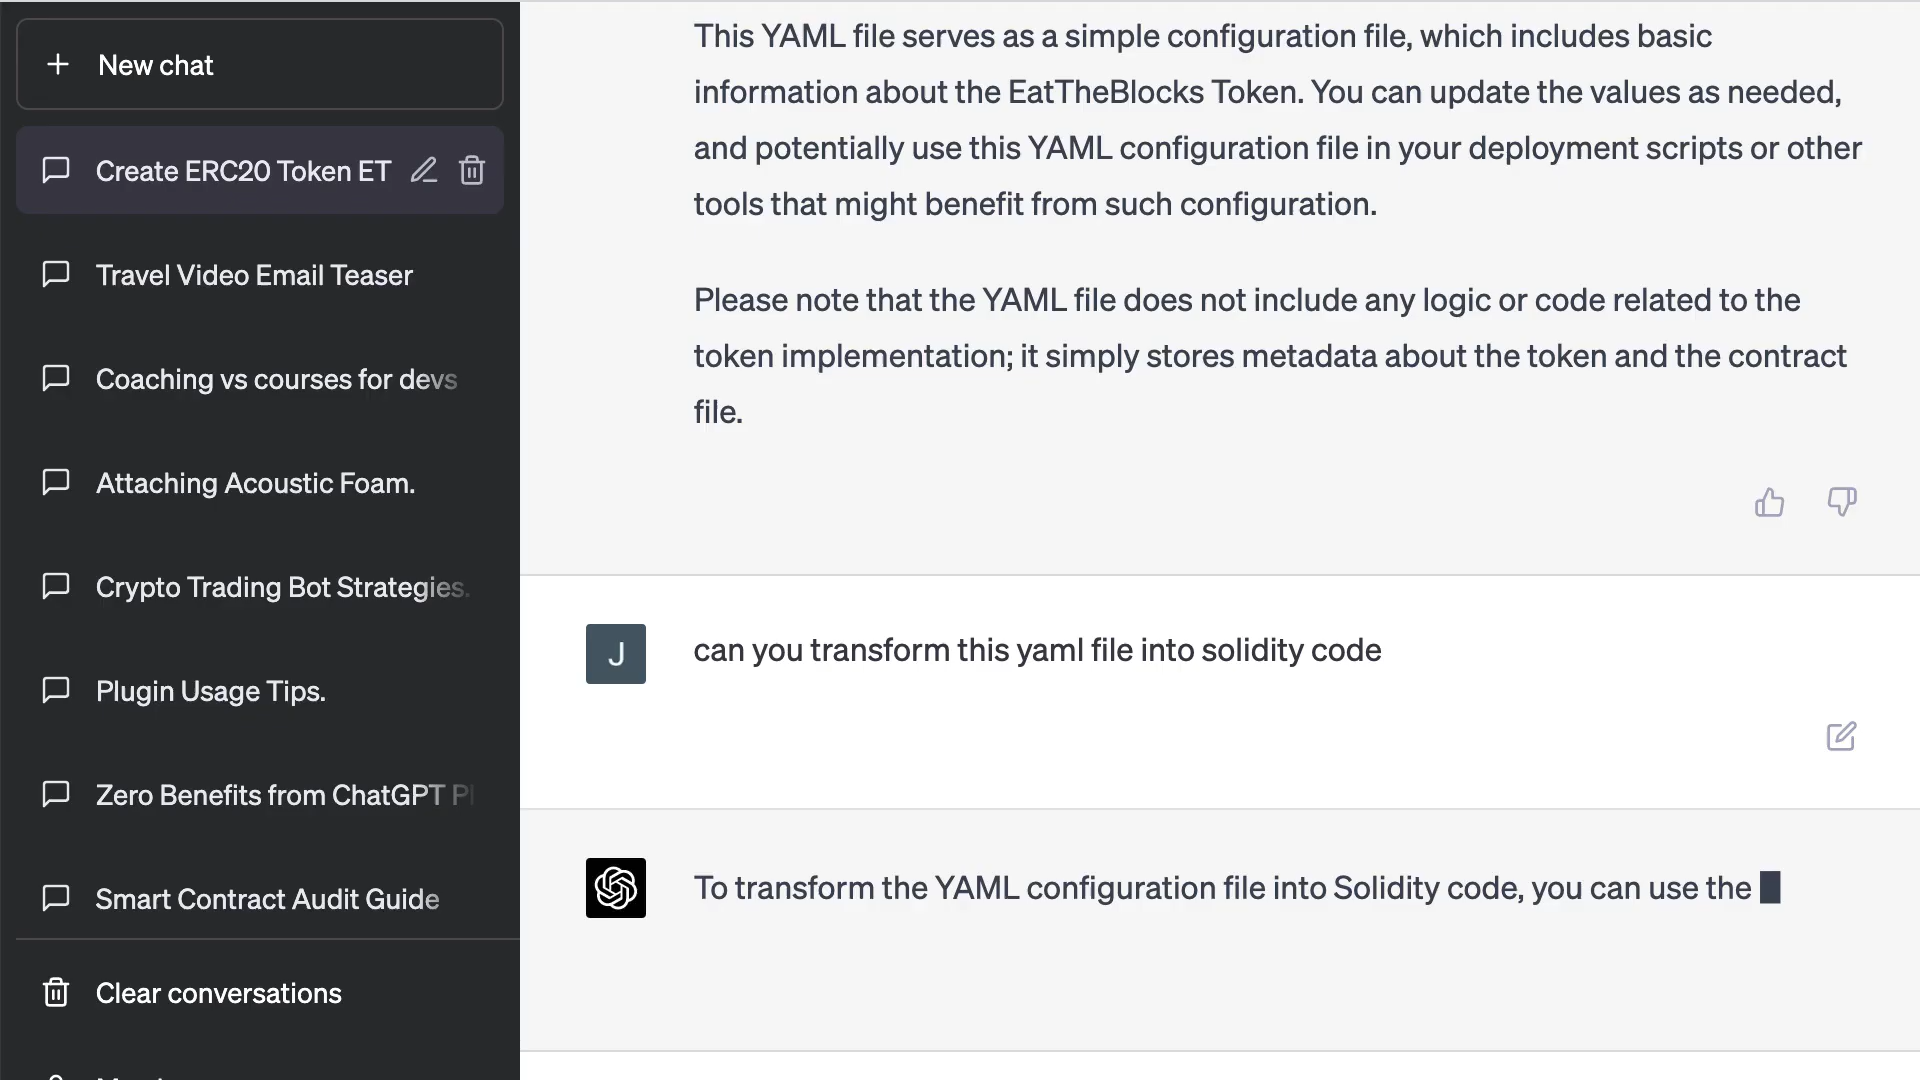 New chat
Create ERC20 Token ET
Travel Video Email Teaser
Coaching vs courses for devs
Attaching Acoustic Foam.
Crypto Trading Bot Strategies.
Plugin Usage Tips.
Zero Benefits from ChatGPT Pl
Smart Contract Audit Guide
Clear conversations
This YAML file serves as a simple configuration file, which includes basic
information about the EatTheBlocks Token. You can update the values as needed,
and potentially use this YAML configuration file in your deployment scripts or other
tools that might benefit from such configuration.
Please note that the YAML file does not include any logic or code related to the
token implementation; it simply stores metadata about the token and the contract
file.
J
can you transform this yaml file into solidity code
To transform the YAML configuration file into Solidity code, you can use the